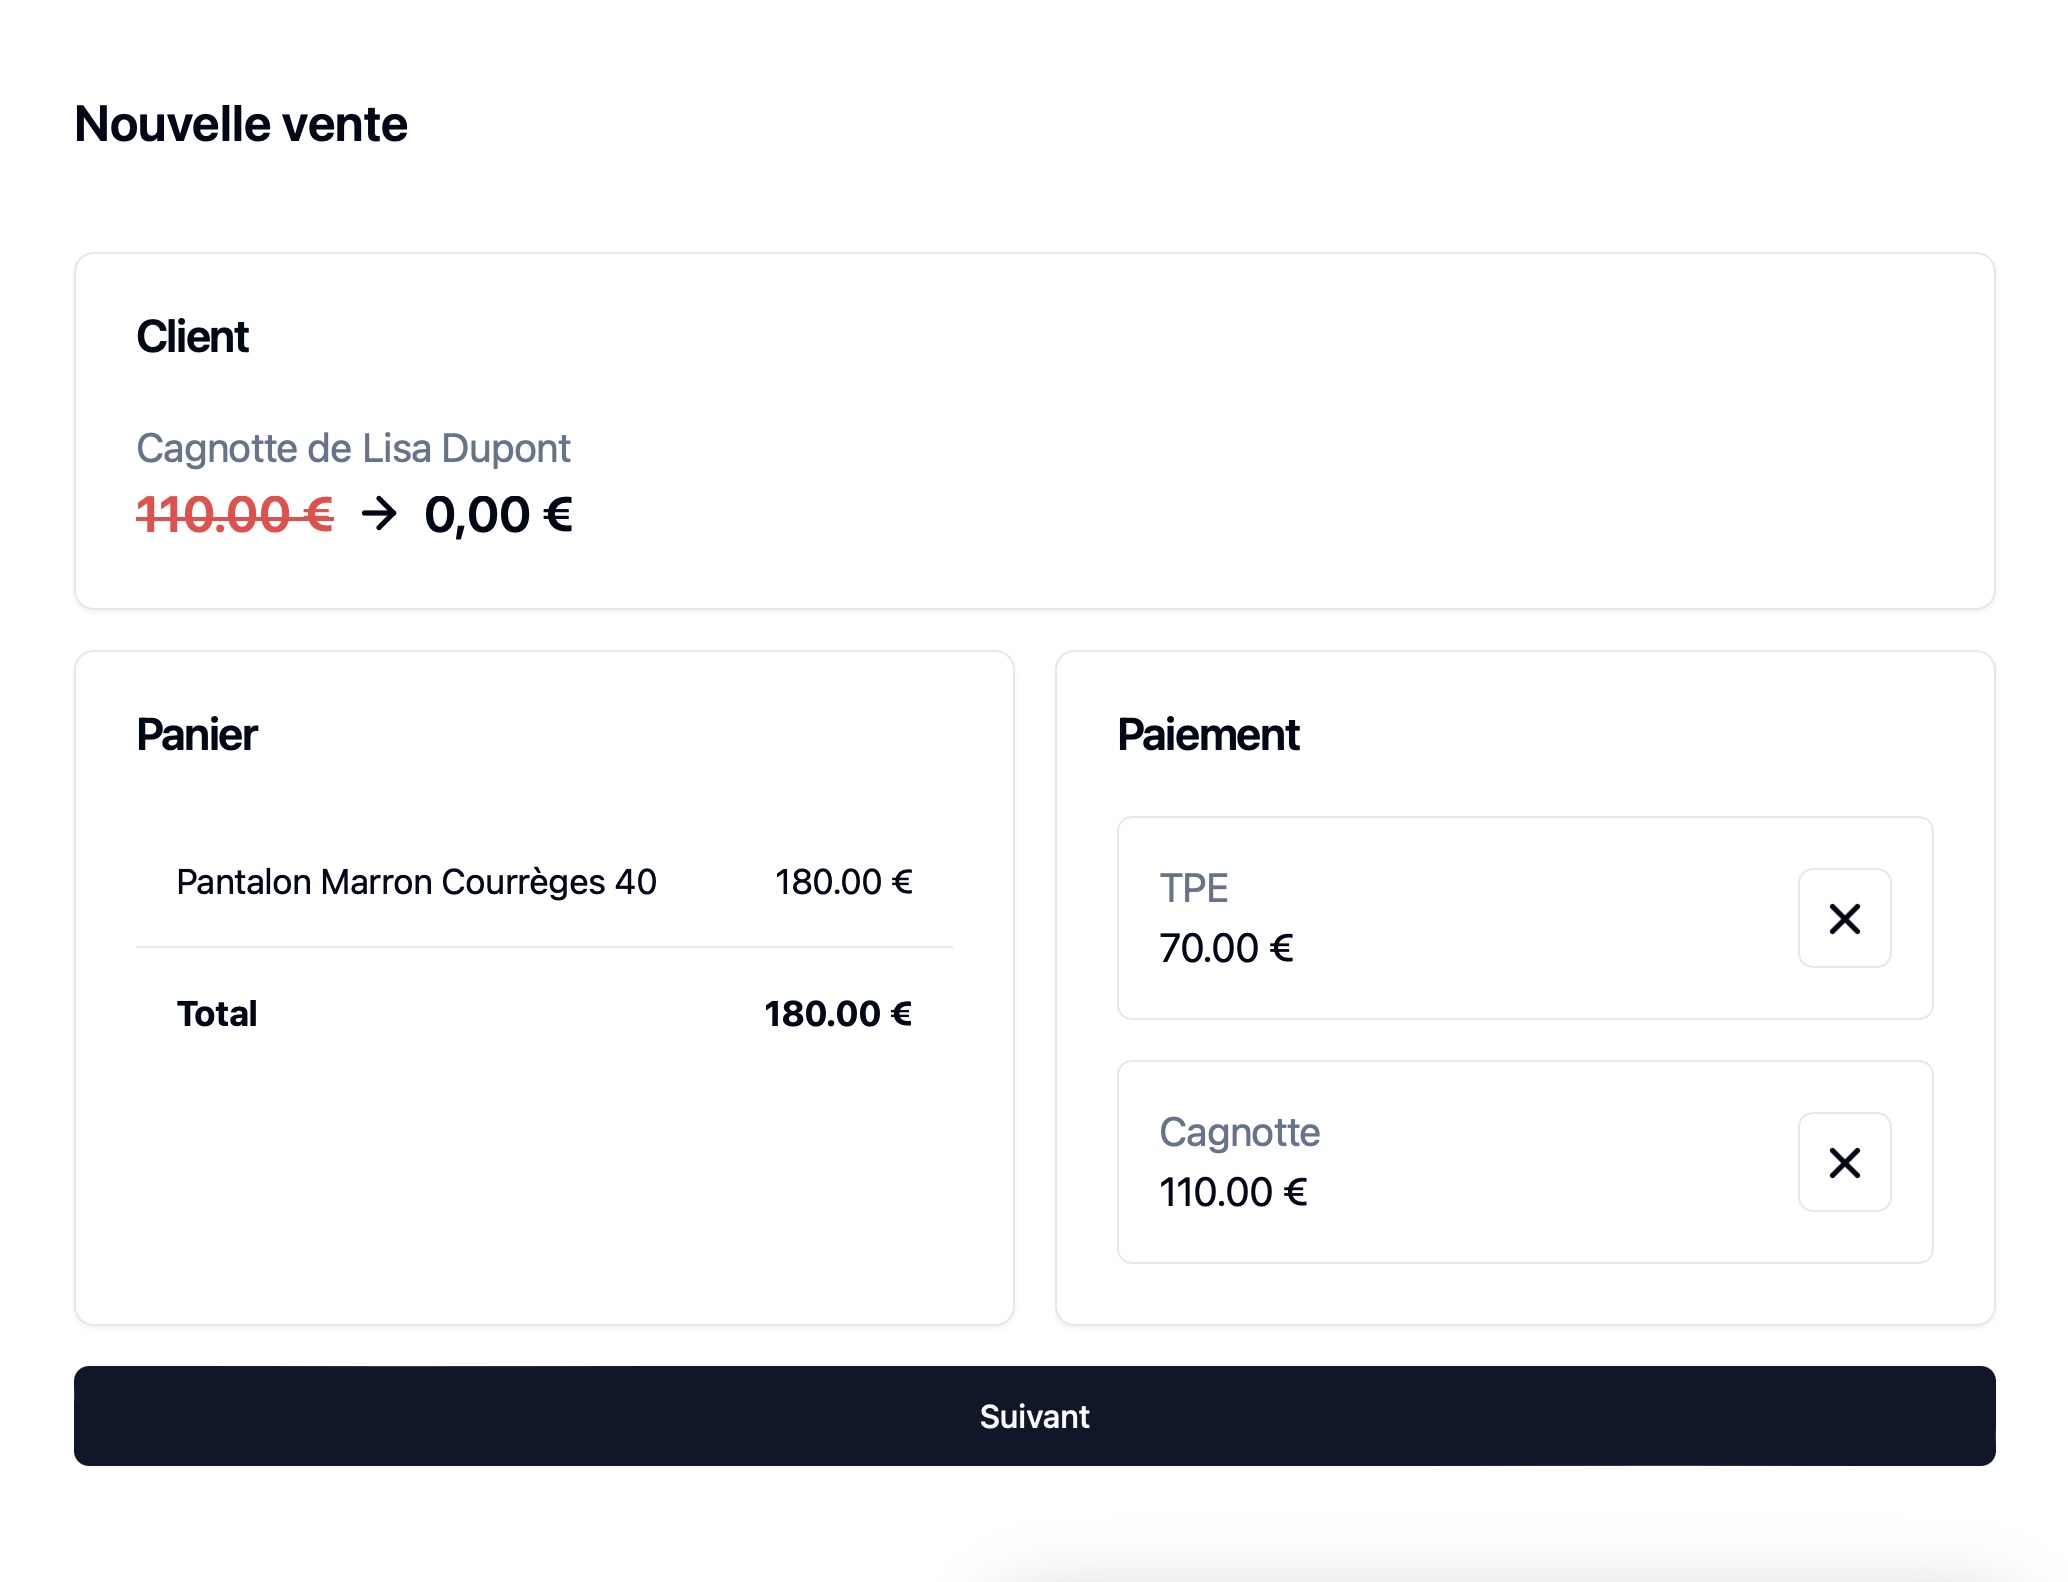 Nouvelle vente
Client
Cagnotte de Lisa Dupont
110.00 € → 0,00 €
Panier
Pantalon Marron Courrèges 40 180.00 €
Total 180.00 €
Paiement
TPE
70.00 €
Cagnotte
110.00 €
Suivant